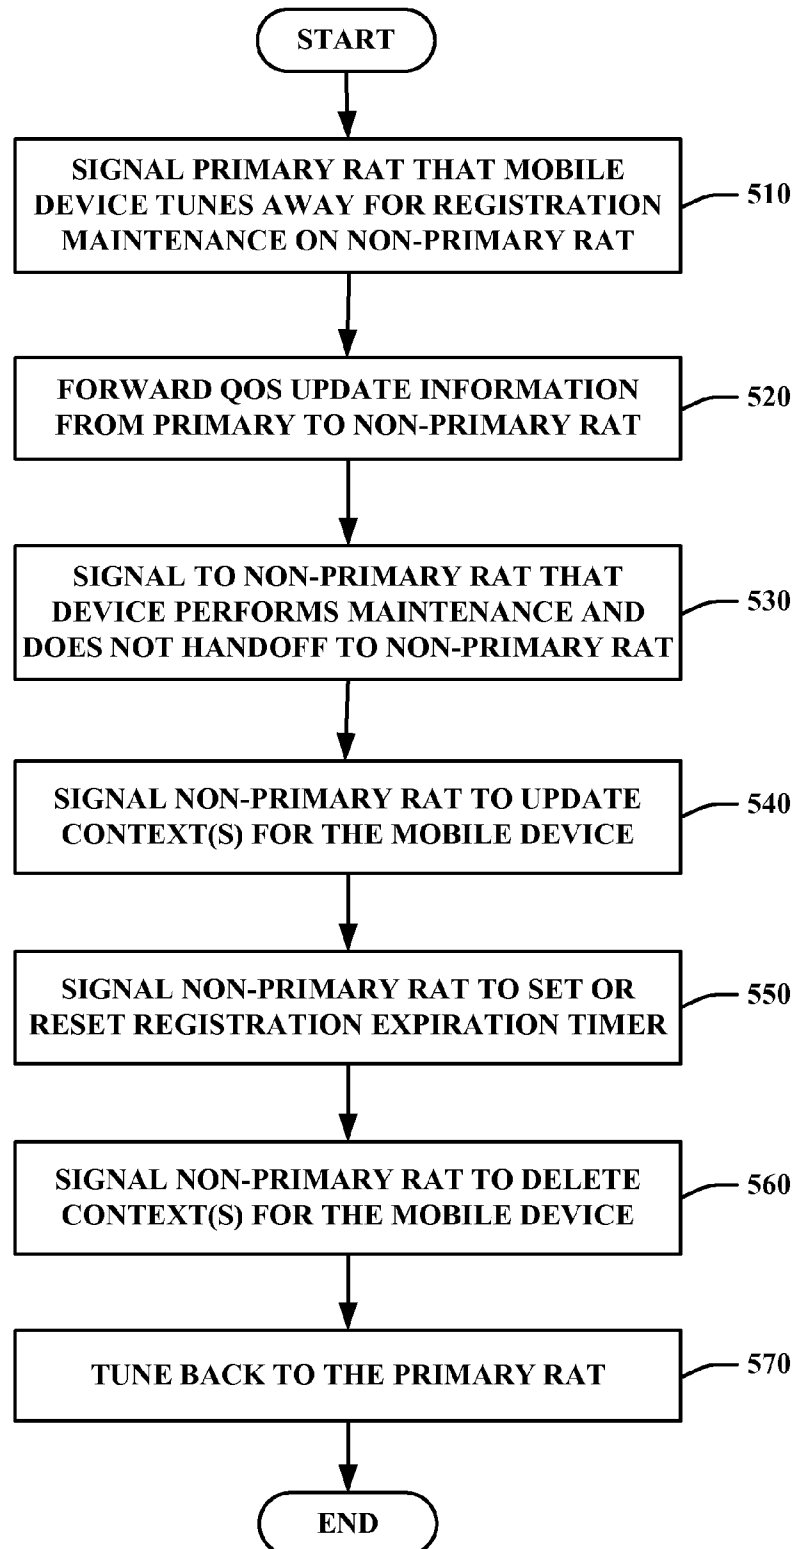 START
SIGNAL PRIMARY RAT THAT MOBILE
DEVICE TUNES AWAY FOR REGISTRATION
MAINTENANCE ON NON-PRIMARY RAT
510
FORWARD QOS UPDATE INFORMATION
FROM PRIMARY TO NON-PRIMARY RAT
520
SIGNAL TO NON-PRIMARY RAT THAT
DEVICE PERFORMS MAINTENANCE AND
DOES NOT HANDOFF TO NON-PRIMARY RAT
530
SIGNAL NON-PRIMARY RAT TO UPDATE
CONTEXT(S) FOR THE MOBILE DEVICE
540
SIGNAL NON-PRIMARY RAT TO SET OR
RESET REGISTRATION EXPIRATION TIMER
550
SIGNAL NON-PRIMARY RAT TO DELETE
CONTEXT(S) FOR THE MOBILE DEVICE
560
TUNE BACK TO THE PRIMARY RAT
570
END